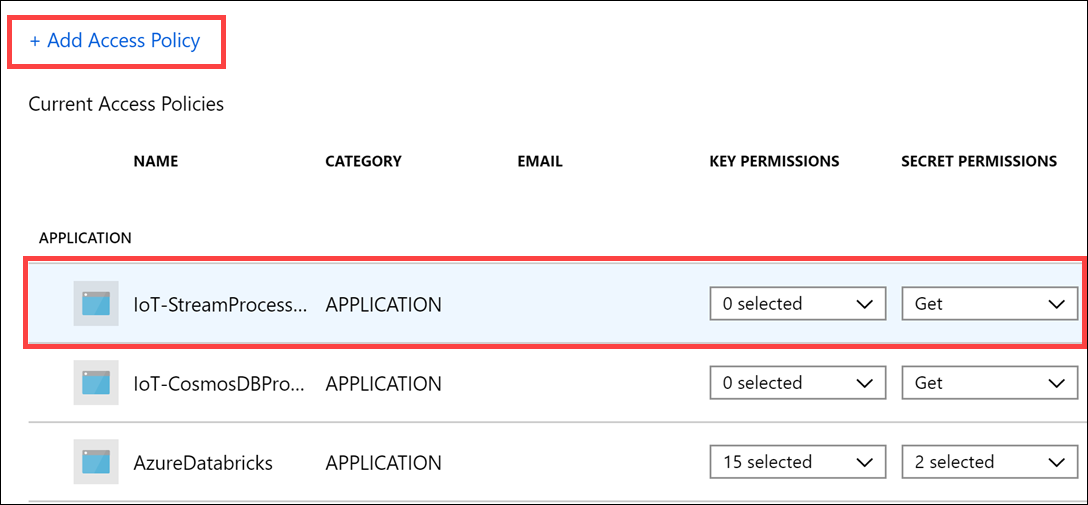 + Add Access Policy
Current Access Policies
NAME CATEGORY EMAIL KEY PERMISSIONS SECRET PERMISSIONS
APPLICATION
IoT-StreamProcess... APPLICATION 0 selected Get
IoT-CosmosDBPro... APPLICATION 0 selected Get
AzureDatabricks APPLICATION 15 selected 2 selected